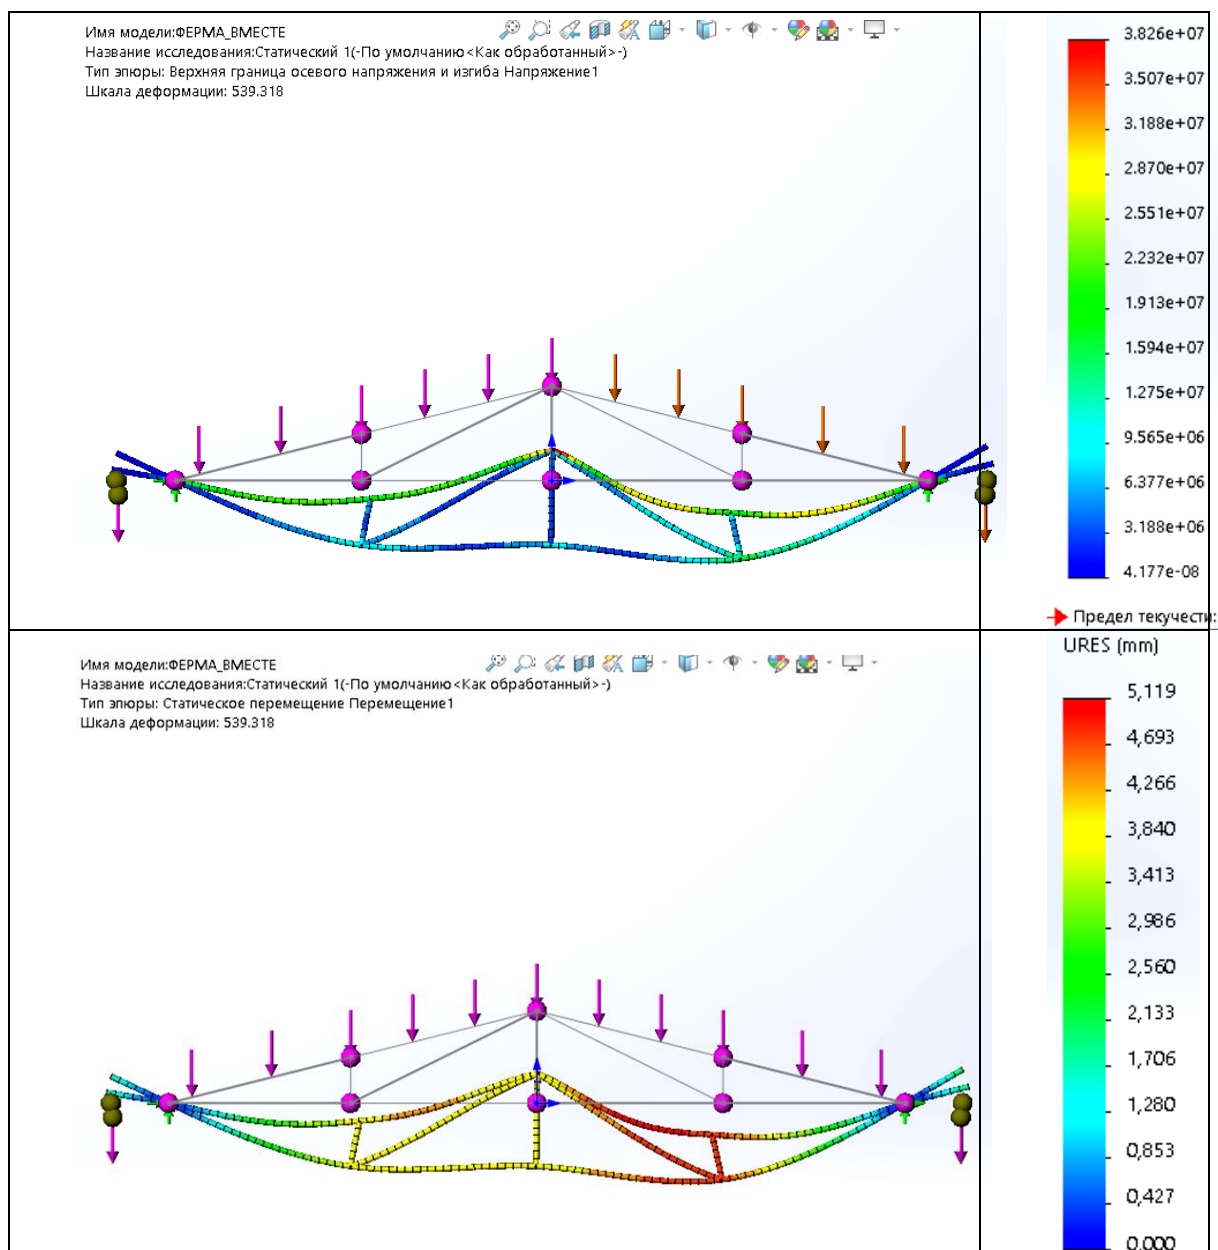 Имя модели:ФЕРМА_ВМЕСТЕ
Название исследования:Статический 1(-По умолчанию<Как обработанный>-)
Тип эпюры: Верхняя граница осевого напряжения и изгиба Напряжение1
Шкала деформации: 539.318
3.826e+07
3.507e+07
3.188e+07
2.870e+07
2.551e+07
2.232e+07
1.913e+07
1.594e+07
1.275e+07
9.565e+06
6.377e+06
3.188e+06
4.177e-08
Предел текучести:
Имя модели:ФЕРМА_ВМЕСТЕ
Название исследования:Статический 1(-По умолчанию<Как обработанный>-)
Тип эпюры: Статическое перемещение Перемещение1
Шкала деформации: 539.318
URES (mm)
5,119
4,693
4,266
3,840
3,413
2,986
2,560
2,133
1,706
1,280
0,853
0,427
0,000